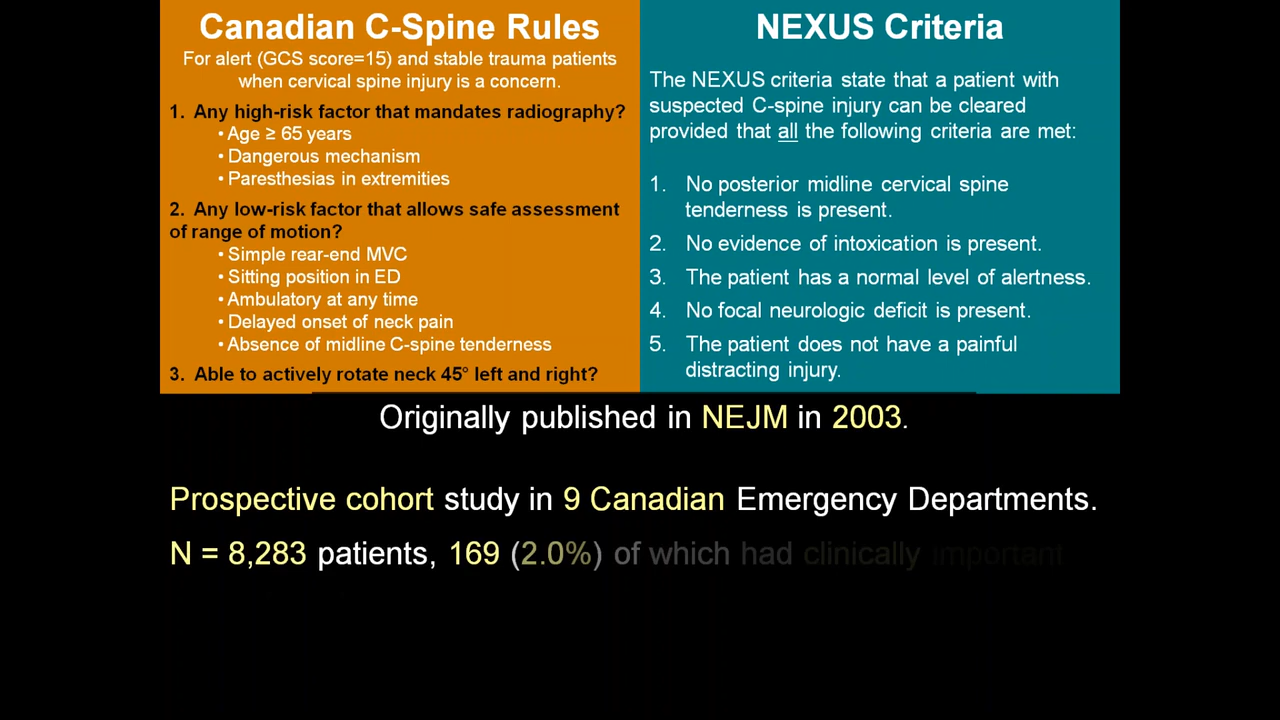 Canadian C-Spine Rules
For alert (GCS score=15) and stable trauma patients
when cervical spine injury is a concern.
1. Any high-risk factor that mandates radiography?
• Age ≥ 65 years
• Dangerous mechanism
• Paresthesias in extremities
2. Any low-risk factor that allows safe assessment
of range of motion?
• Simple rear-end MVC
• Sitting position in ED
• Ambulatory at any time
• Delayed onset of neck pain
• Absence of midline C-spine tenderness
3. Able to actively rotate neck 45° left and right?
NEXUS Criteria
The NEXUS criteria state that a patient with
suspected C-spine injury can be cleared
provided that all the following criteria are met:
1. No posterior midline cervical spine
tenderness is present.
2. No evidence of intoxication is present.
3. The patient has a normal level of alertness.
4. No focal neurologic deficit is present.
5. The patient does not have a painful
distracting injury.
Originally published in NEJM in 2003.
Prospective cohort study in 9 Canadian Emergency Departments.
N = 8,283 patients, 169 (2.0%) of which had clinically important